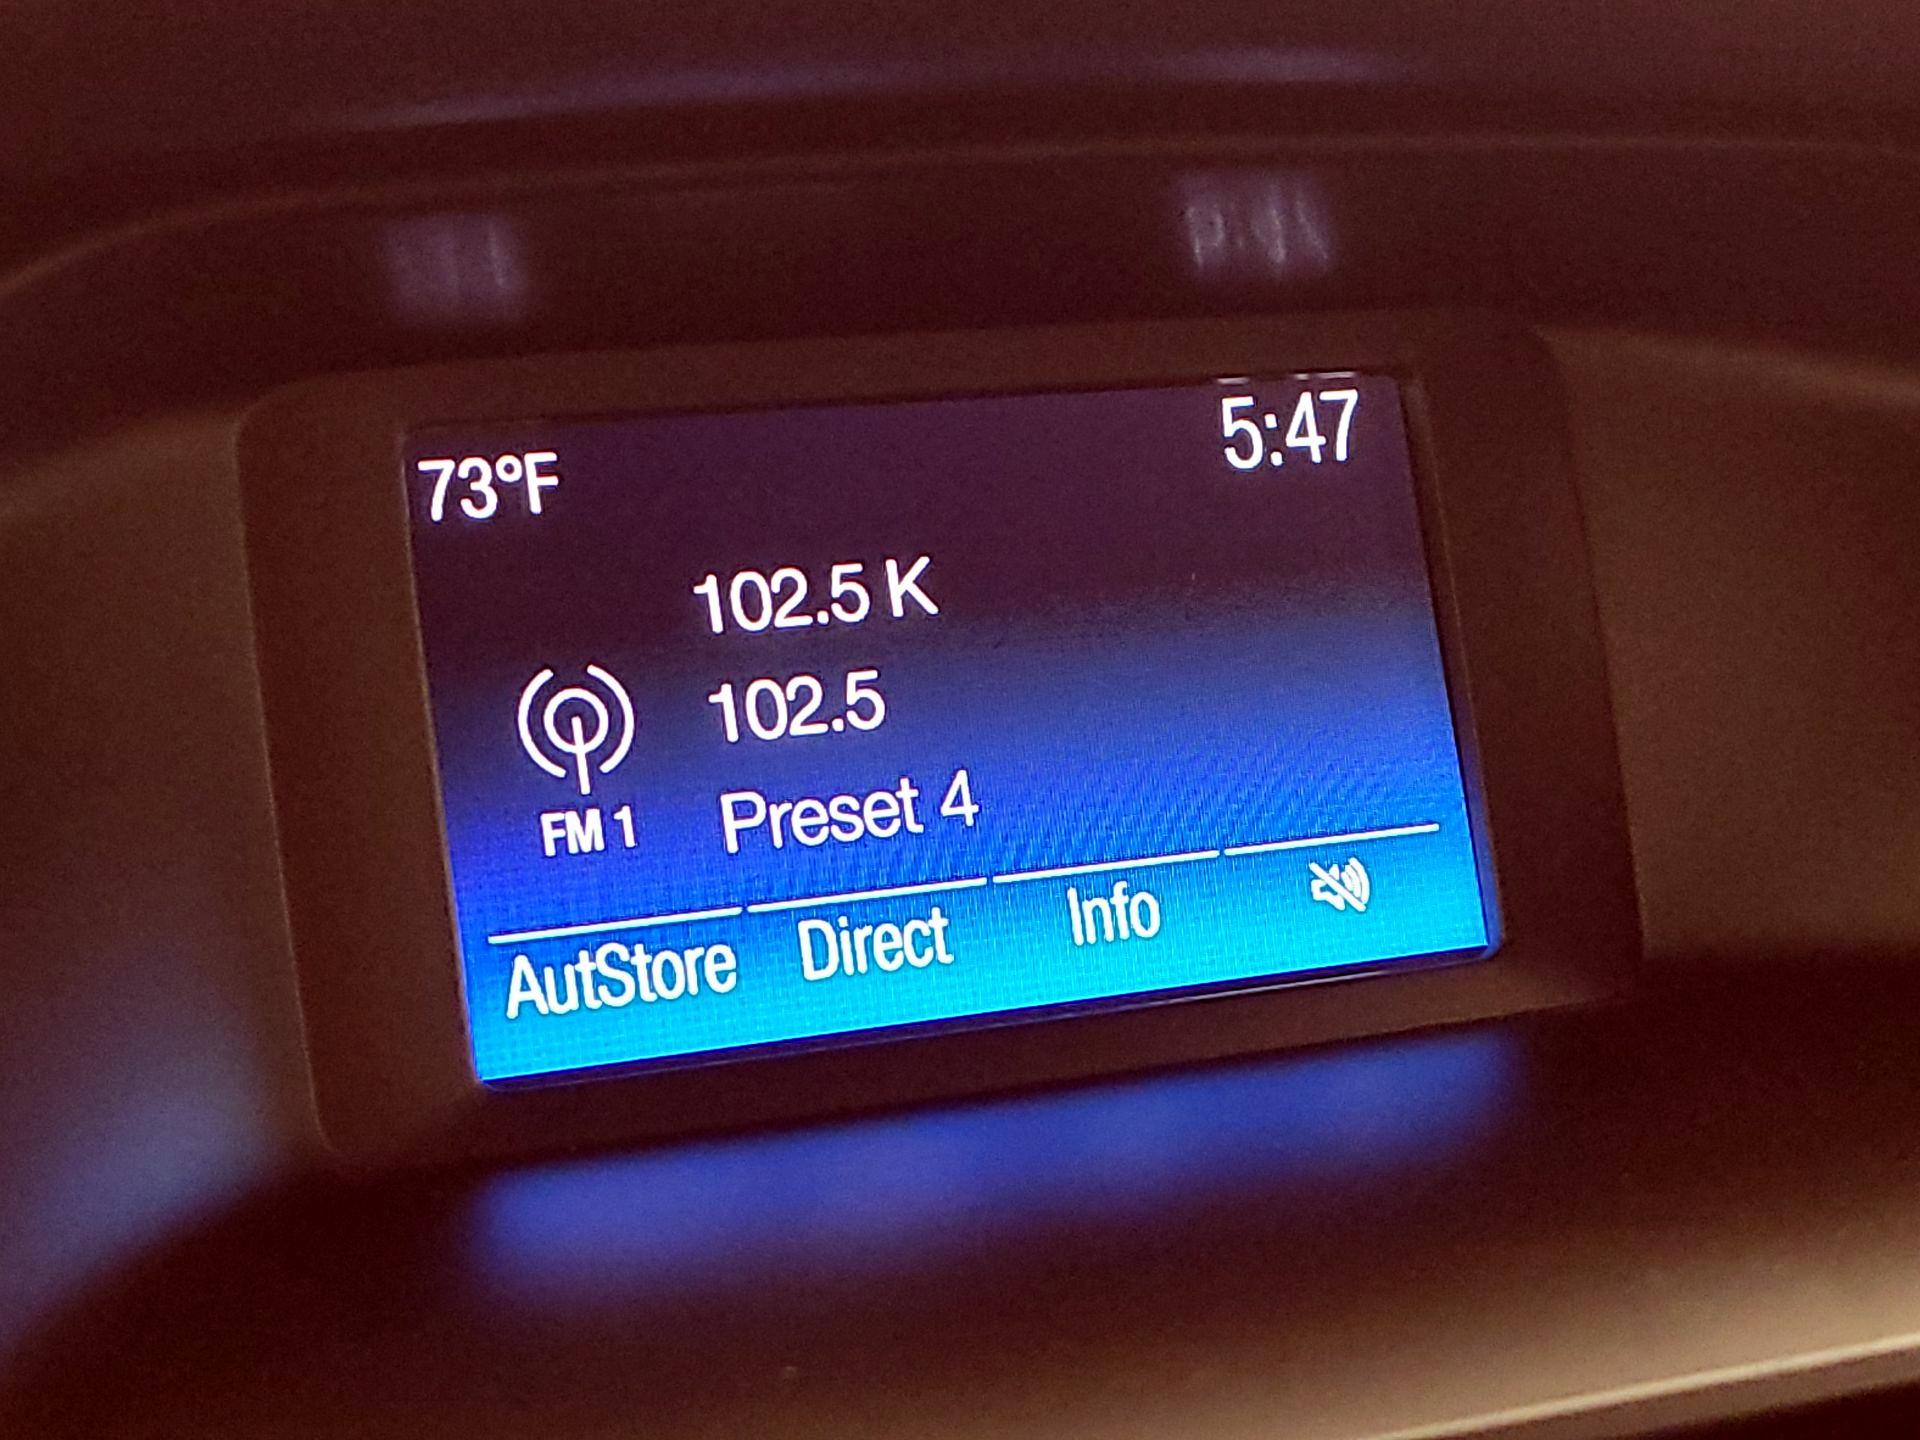 73°F
5:47
102.5 K
102.5
FM 1
Preset 4
AutStore
Direct
Info